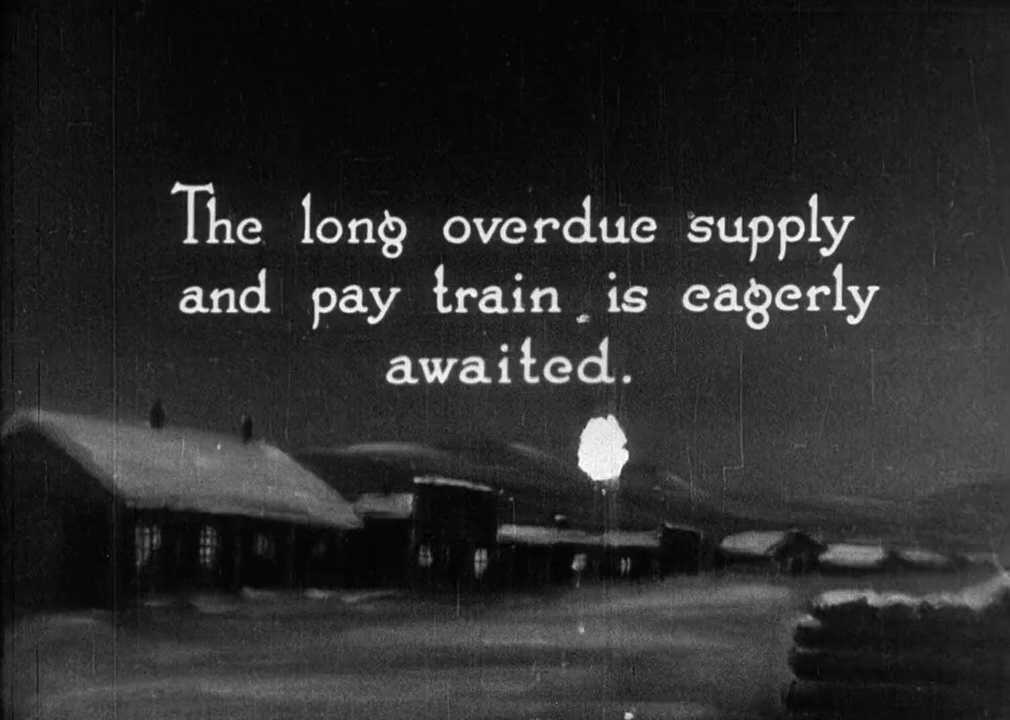 The long overdue supply
and pay train is eagerly
awaited.